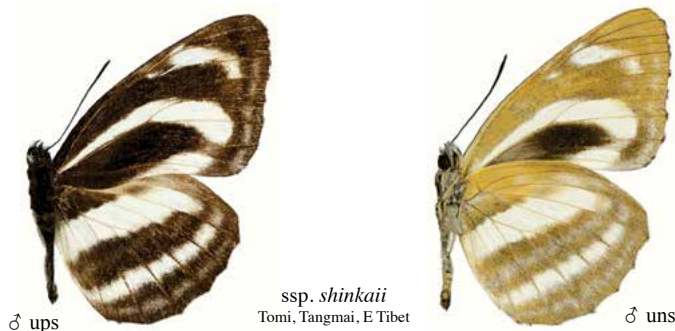 ssp. shinkaii
Tomi, Tangmai, E Tibet
♂ ups
♂ uns